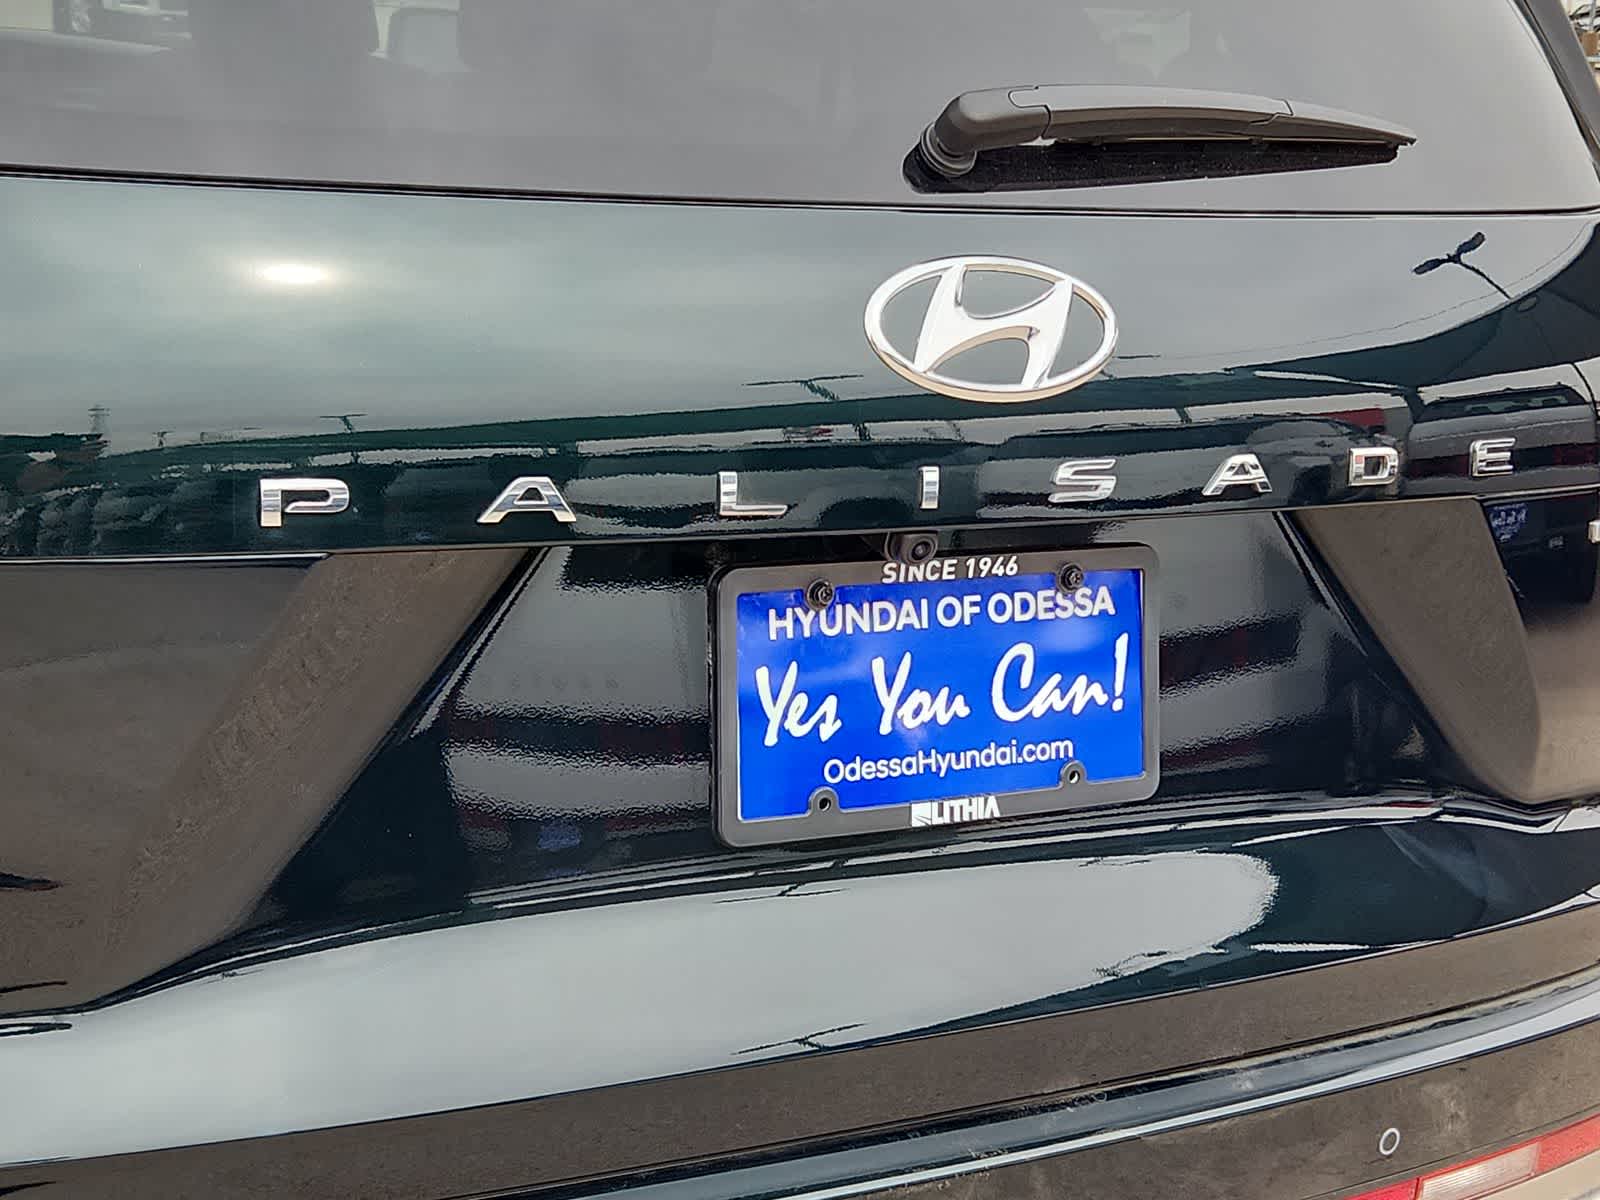 PALISADE
SINCE 1946
HYUNDAI OF ODESSA
Yes You Can!
OdessaHyundai.com
LITHIA